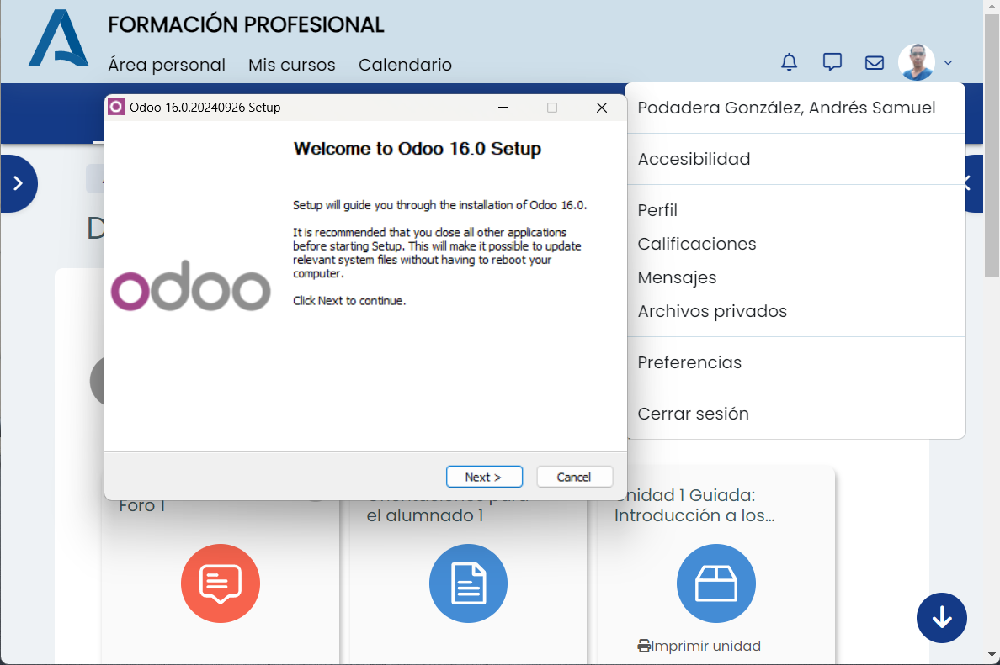 FORMACIÓN PROFESIONAL
Área personal
Mis cursos
Calendario
Odoo 16.0.20240926 Setup
Welcome to Odoo 16.0 Setup
Setup will guide you through the installation of Odoo 16.0.
It is recommended that you close all other applications
before starting Setup. This will make it possible to update
relevant system files without having to reboot your
computer.
Click Next to continue.
odoo
Next >
Cancel
Podadera González, Andrés Samuel
Accesibilidad
Perfil
Calificaciones
Mensajes
Archivos privados
Preferencias
Cerrar sesión
Foro 1
Orientaciones para
el alumnado 1
Unidad 1 Guiada:
Introducción a los...
Imprimir unidad